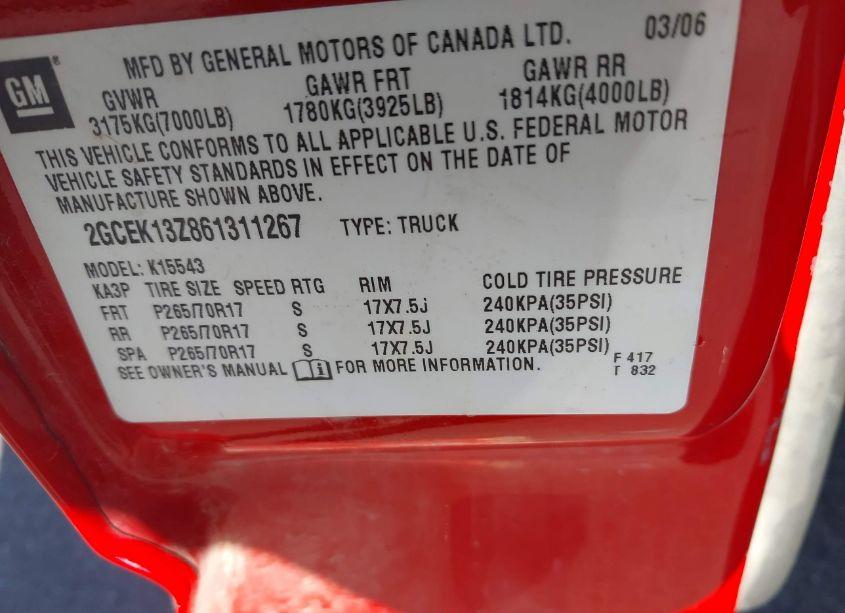 GM
MFD BY GENERAL MOTORS OF CANADA LTD. 03/06
GVWR GAWR FRT GAWR RR
3175KG(7000LB) 1780KG(3925LB) 1814KG(4000LB)
THIS VEHICLE CONFORMS TO ALL APPLICABLE U.S. FEDERAL MOTOR
VEHICLE SAFETY STANDARDS IN EFFECT ON THE DATE OF
MANUFACTURE SHOWN ABOVE.
2GCEK13Z861311267 TYPE: TRUCK
MODEL: K15543
KA3P TIRE SIZE SPEED RTG RIM COLD TIRE PRESSURE
FRT P265/70R17 S 17X7.5J 240KPA(35PSI)
RR P265/70R17 S 17X7.5J 240KPA(35PSI)
SPA P265/70R17 S 17X7.5J 240KPA(35PSI)
SEE OWNER'S MANUAL FOR MORE INFORMATION.
F 417
T 832